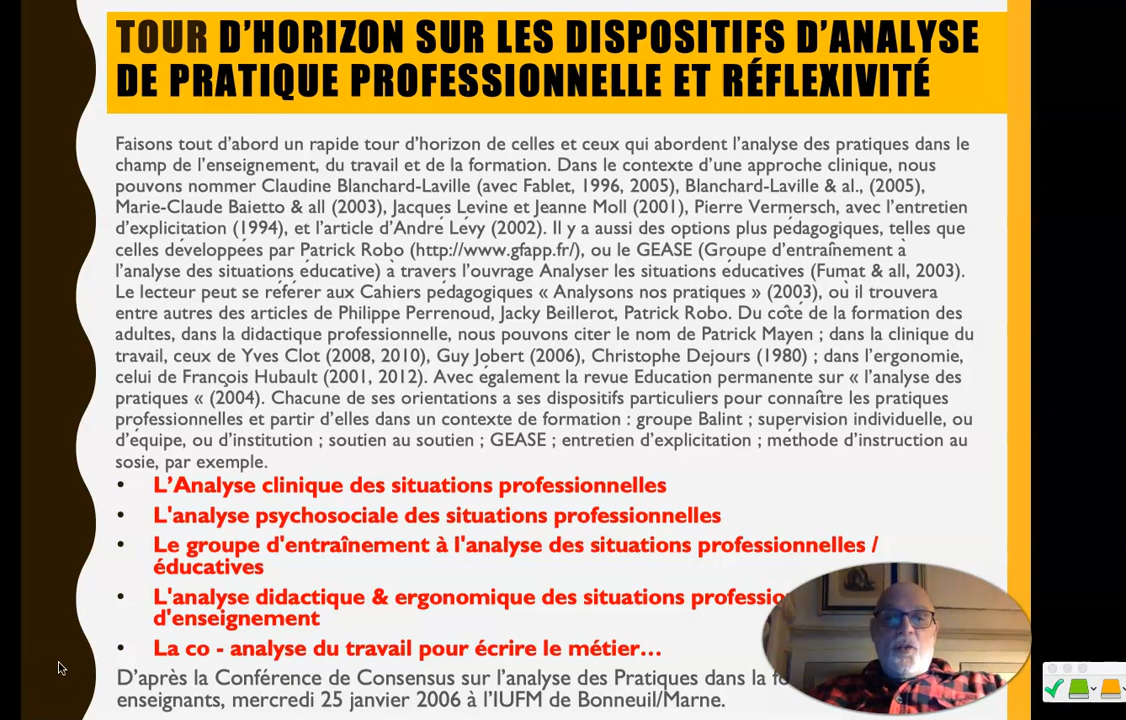 TOUR D’HORIZON SUR LES DISPOSITIFS D’ANALYSE
DE PRATIQUE PROFESSIONNELLE ET RÉFLEXIVITÉ
Faisons tout d’abord un rapide tour d’horizon de celles et ceux qui abordent l’analyse des pratiques dans le
champ de l’enseignement, du travail et de la formation. Dans le contexte d’une approche clinique, nous
pouvons nommer Claudine Blanchard-Laville (avec Fablet, 1996, 2005), Blanchard-Laville & al., (2005),
Marie-Claude Baietto & all (2003), Jacques Levine et Jeanne Moll (2001), Pierre Vermersch, avec l’entretien
d’explicitation (1994), et l’article d’André Lévy (2002). Il y a aussi des options plus pédagogiques, telles que
celles développées par Patrick Robo (http://www.gfapp.fr/), ou le GEASE (Groupe d’entraînement à
l’analyse des situations éducative) à travers l’ouvrage Analyser les situations éducatives (Fumat & all, 2003).
Le lecteur peut se référer aux Cahiers pédagogiques « Analysons nos pratiques » (2003), où il trouvera
entre autres des articles de Philippe Perrenoud, Jacky Beillerot, Patrick Robo. Du côté de la formation des
adultes, dans la didactique professionnelle, nous pouvons citer le nom de Patrick Mayen ; dans la clinique du
travail, ceux de Yves Clot (2008, 2010), Guy Jobert (2006), Christophe Dejours (1980) ; dans l’ergonomie,
celui de François Hubault (2001, 2012). Avec également la revue Education permanente sur « l’analyse des
pratiques « (2004). Chacune de ses orientations a ses dispositifs particuliers pour connaître les pratiques
professionnelles et partir d’elles dans un contexte de formation : groupe Balint ; supervision individuelle, ou
d’équipe, ou d’institution ; soutien au soutien ; GEASE ; entretien d’explicitation ; méthode d’instruction au
sosie, par exemple.
• L’Analyse clinique des situations professionnelles
• L'analyse psychosociale des situations professionnelles
• Le groupe d'entraînement à l'analyse des situations professionnelles /
éducatives
• L'analyse didactique & ergonomique des situations
d'enseignement
• La co - analyse du travail pour écrire le métier…
D’après la Conférence de Consensus sur l’analyse des Pratiques dans la
enseignants, mercredi 25 janvier 2006 à l’IUFM de Bonneuil/Marne.